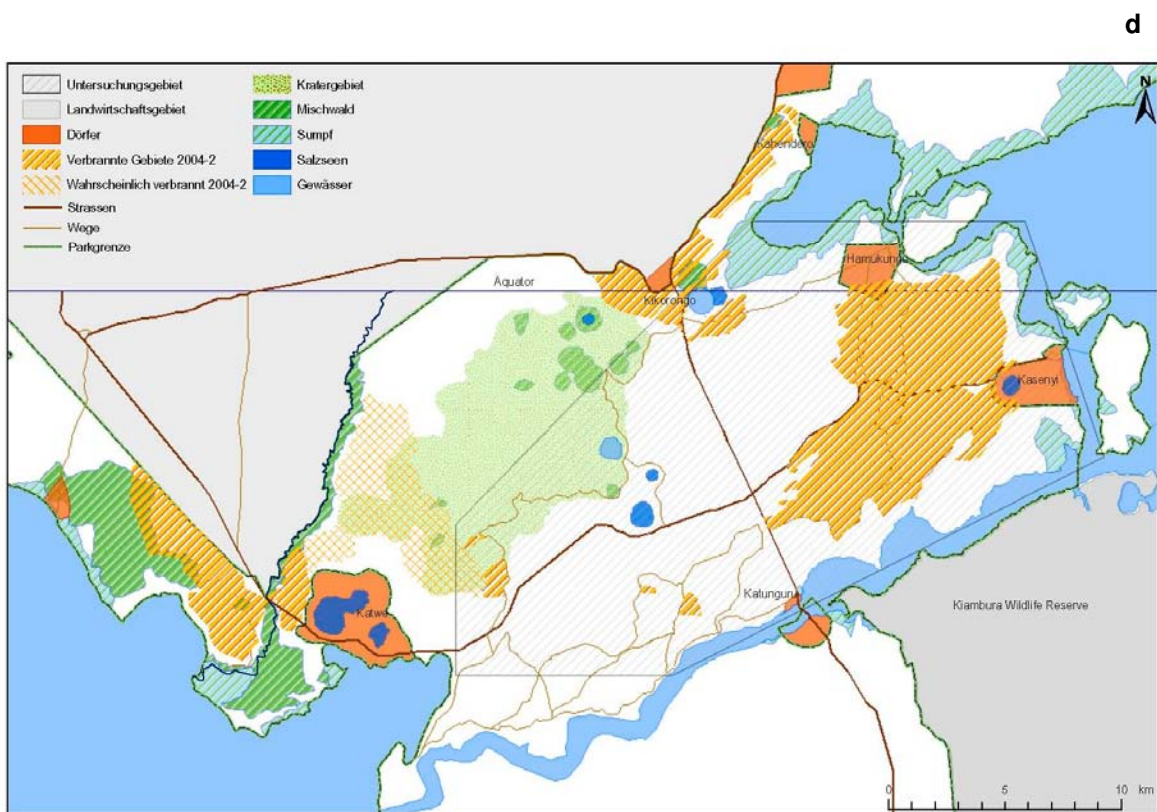 d
Untersuchungsgebiet
Landwirtschaftsgebiet
Dörfer
Verbrannte Gebiete 2004-2
Wahrscheinlich verbrannt 2004-2
Strassen
Wege
Parkgrenze
Kratergebiet
Mischwald
Sumpf
Salzseen
Gewässer
N
Kahendero
Hamukungu
Äquator
Kikorongo
Kasenyi
Katunguru
Katwe
Kiambura Wildlife Reserve
0 5 10 km